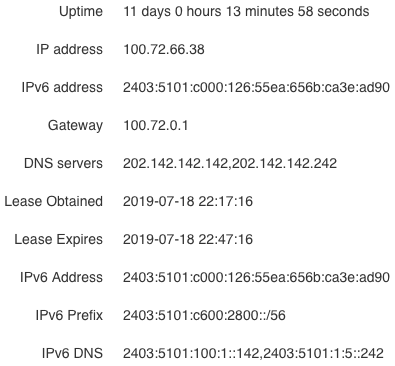 Uptime 11 days 0 hours 13 minutes 58 seconds
IP address 100.72.66.38
IPv6 address 2403:5101:c000:126:55ea:656b:ca3e:ad90
Gateway 100.72.0.1
DNS servers 202.142.142.142,202.142.142.242
Lease Obtained 2019-07-18 22:17:16
Lease Expires 2019-07-18 22:47:16
IPv6 Address 2403:5101:c000:126:55ea:656b:ca3e:ad90
IPv6 Prefix 2403:5101:c600:2800::/56
IPv6 DNS 2403:5101:100:1::142,2403:5101:1:5::242